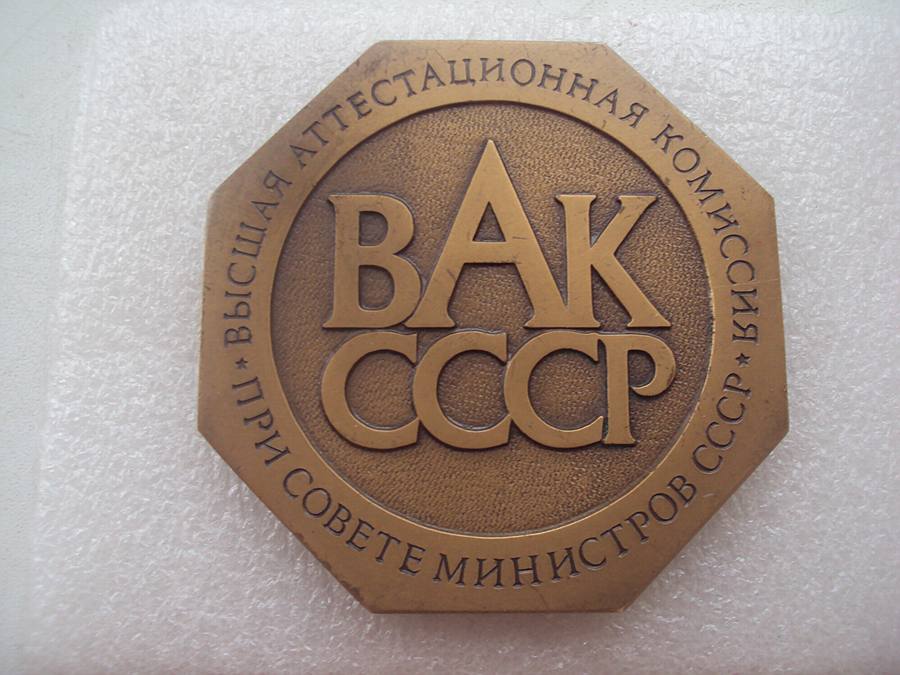 ВЫСШАЯ АТТЕСТАЦИОННАЯ КОМИССИЯ
ВАК
СССР
ПРИ СОВЕТЕ МИНИСТРОВ СССР